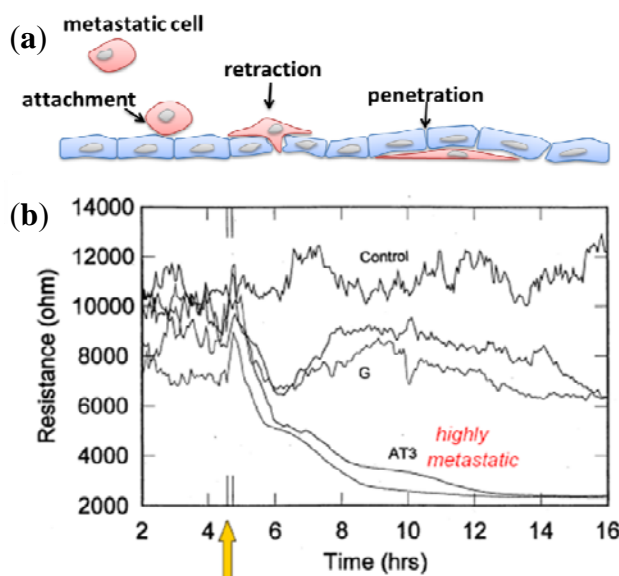 (a)
metastatic cell
attachment
retraction
penetration
(b)
14000
12000
10000
8000
6000
4000
2000
Resistance (ohm)
Control
G
AT3
highly
metastatic
2 4 6 8 10 12 14 16
Time (hrs)